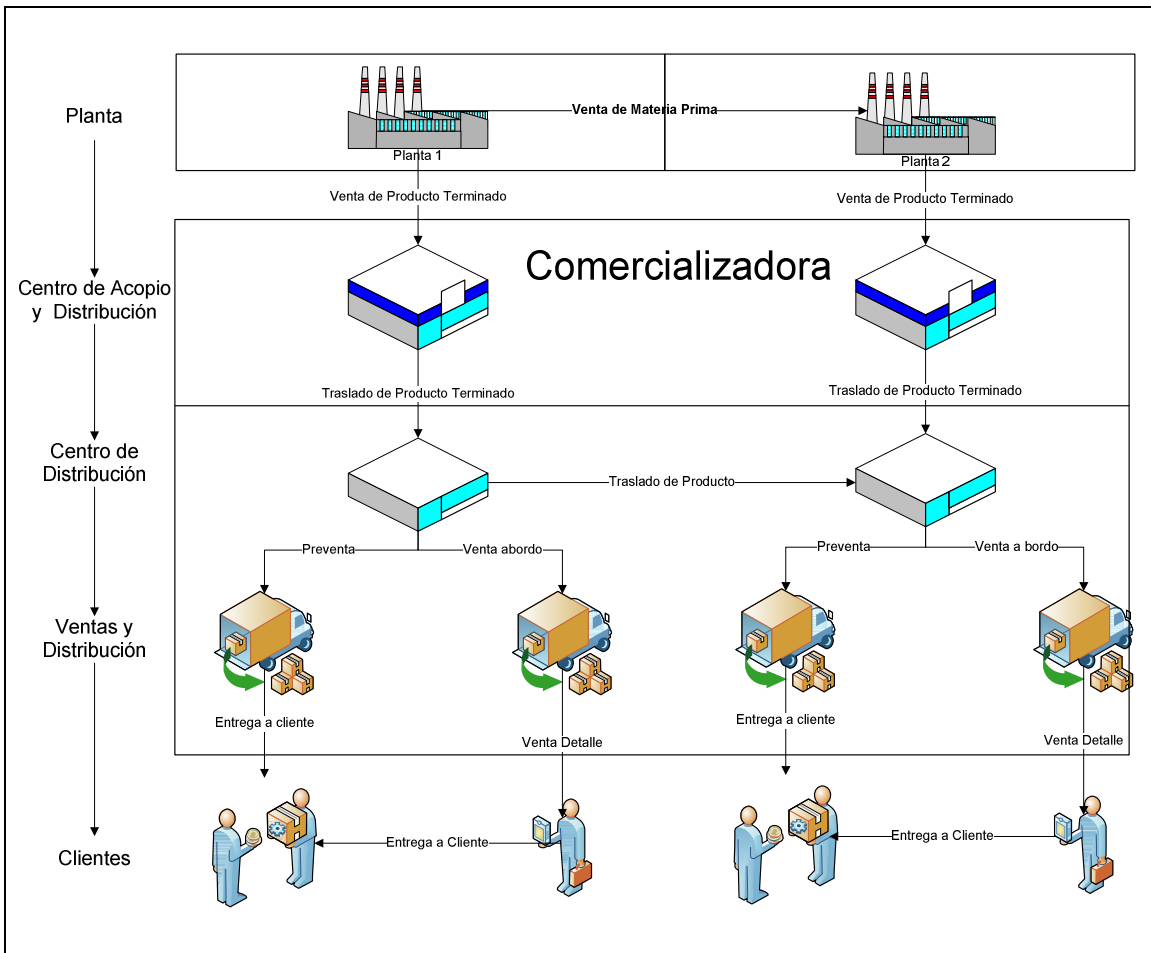 Planta
Venta de Materia Prima
Planta 1
Planta 2
Venta de Producto Terminado
Venta de Producto Terminado
Comercializadora
Centro de Acopio
y Distribución
Traslado de Producto Terminado
Traslado de Producto Terminado
Centro de
Distribución
Traslado de Producto
Preventa
Venta abordo
Preventa
Venta a bordo
Ventas y
Distribución
Entrega a cliente
Venta Detalle
Entrega a cliente
Venta Detalle
Clientes
Entrega a Cliente
Entrega a Cliente